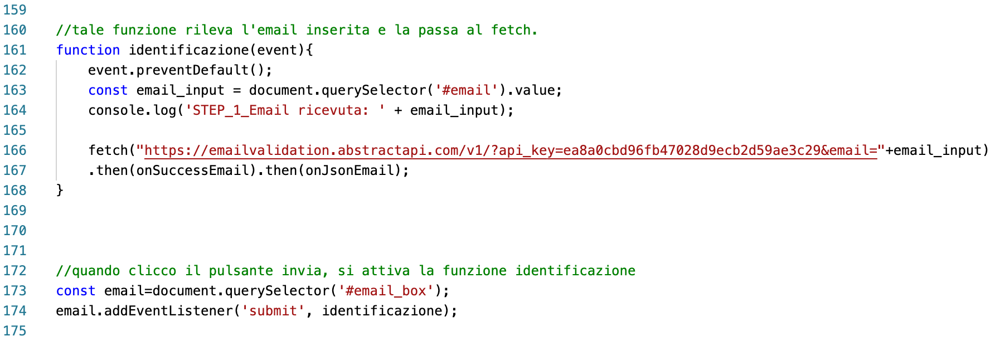 159
160 //tale funzione rileva l'email inserita e la passa al fetch.
161 function identificazione(event){
162 event.preventDefault();
163 const email_input = document.querySelector('#email').value;
164 console.log('STEP_1_Email ricevuta: ' + email_input);
165
166 fetch("https://emailvalidation.abstractapi.com/v1/?api_key=ea8a0cbd96fb47028d9ecb2d59ae3c29&email="+email_input)
167 .then(onSuccessEmail).then(onJsonEmail);
168 }
169
170
171
172 //quando clicco il pulsante invia, si attiva la funzione identificazione
173 const email=document.querySelector('#email_box');
174 email.addEventListener('submit', identificazione);
175